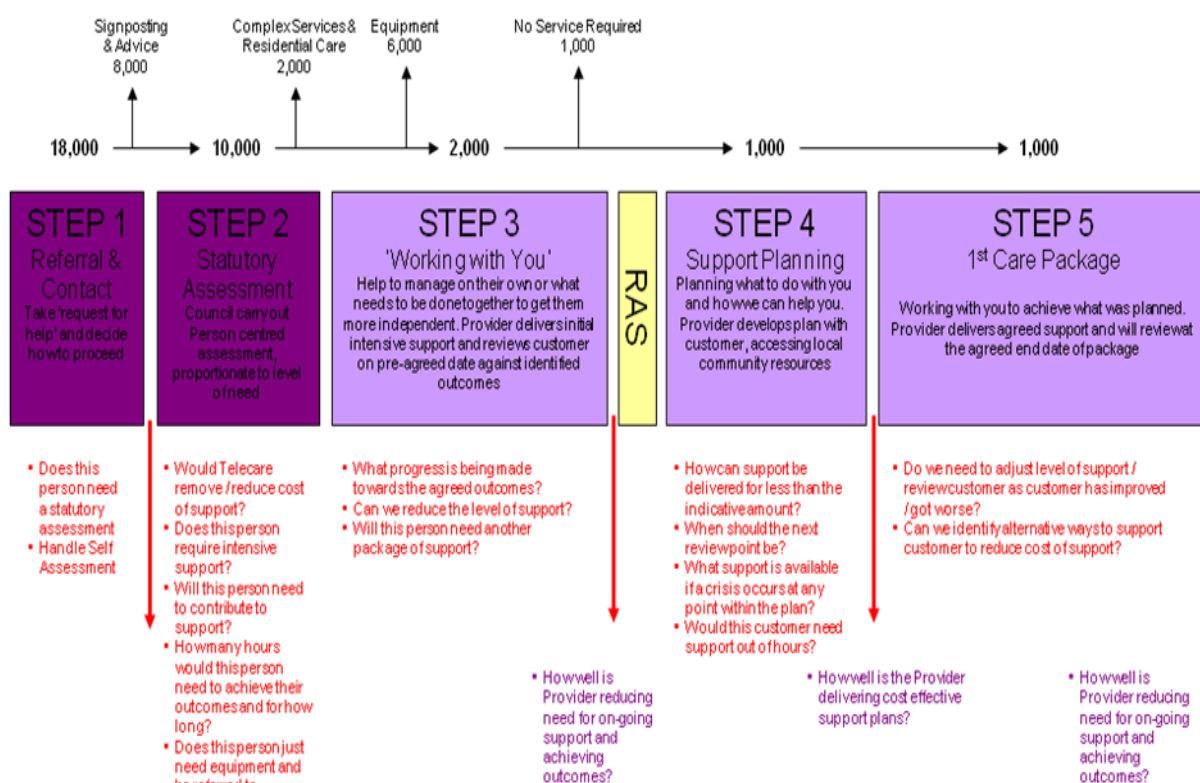 Signposting
& Advice
8,000
Complex Services &
Residential Care
2,000
Equipment
6,000
No Service Required
1,000
18,000
10,000
2,000
1,000
1,000
STEP 1
Referral &
Contact
Take 'request for
help' and decide
how to proceed
STEP 2
Statutory
Assessment
Council carry out
Person centred
assessment,
proportionate to level
of need
STEP 3
'Working with You'
Help to manage on their own or what
needs to be done together to get them
more independent. Provider delivers initial
intensive support and reviews customer
on pre-agreed date against identified
outcomes
RAS
STEP 4
Support Planning
Planning what to do with you
and how we can help you.
Provider develops plan with
customer, accessing local
community resources
STEP 5
1st Care Package
Working with you to achieve what was planned.
Provider delivers agreed support and will review at
the agreed end date of package
▪ Does this
person need
a statutory
assessment
▪ Handle Self
Assessment
▪ Would Telecare
remove / reduce cost
of support?
▪ Does this person
require intensive
support?
▪ Will this person need
to contribute to
support?
▪ How many hours
would this person
need to achieve their
outcomes and for how
long?
▪ Does this person just
need equipment and
be referred to
▪ What progress is being made
towards the agreed outcomes?
▪ Can we reduce the level of support?
▪ Will this person need another
package of support?
▪ How can support be
delivered for less than the
indicative amount?
▪ When should the next
review point be?
▪ What support is available
if a crisis occurs at any
point within the plan?
▪ Would this customer need
support out of hours?
▪ Do we need to adjust level of support /
review customer as customer has improved
/ got worse?
▪ Can we identify alternative ways to support
customer to reduce cost of support?
▪ How well is
Provider reducing
need for on-going
support and
achieving
outcomes?
▪ How well is the Provider
delivering cost effective
support plans?
▪ How well is
Provider reducing
need for on-going
support and
achieving
outcomes?